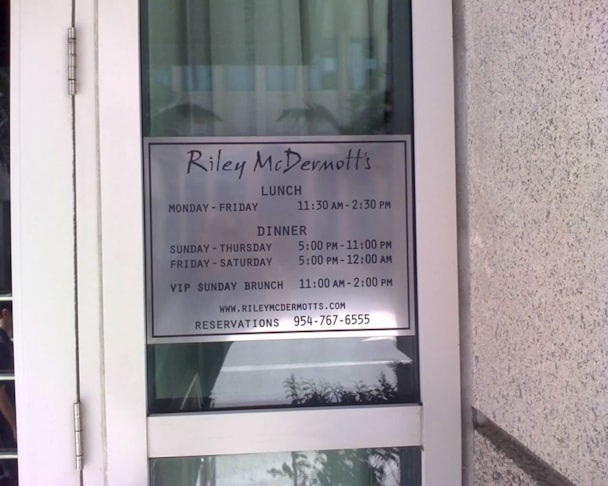 Riley McDermott's
LUNCH
MONDAY - FRIDAY 11:30 AM - 2:30 PM
DINNER
SUNDAY - THURSDAY 5:00 PM - 11:00 PM
FRIDAY - SATURDAY 5:00 PM - 12:00 AM
VIP SUNDAY BRUNCH 11:00 AM - 2:00 PM
WWW.RILEYMCDERMOTTS.COM
RESERVATIONS 954-767-6555